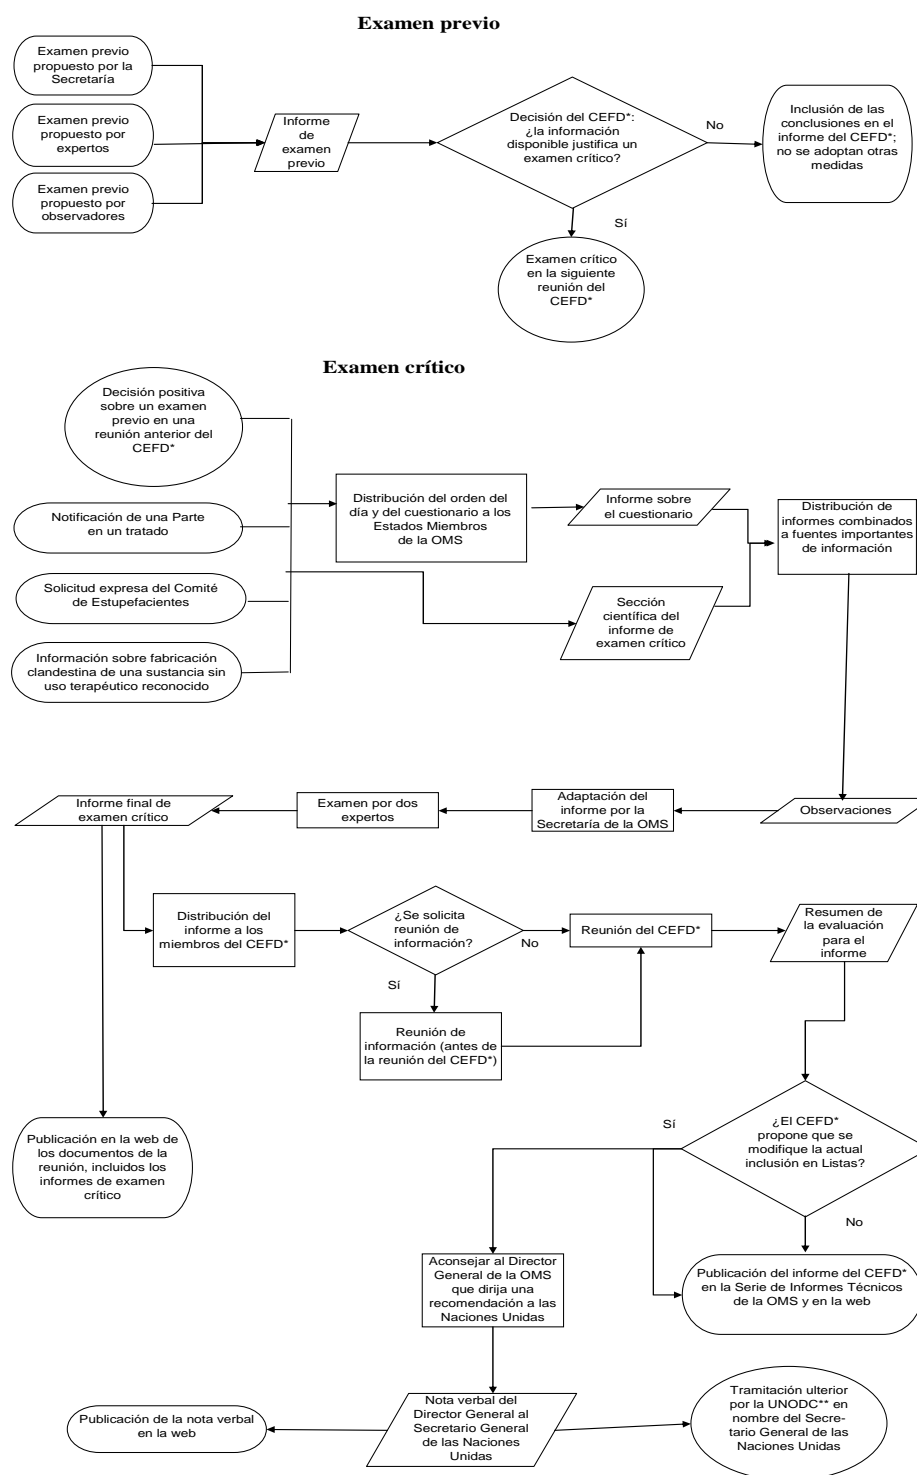 Examen previo
Examen previo
propuesto por la
Secretaría
Examen previo
propuesto por
expertos
Examen previo
propuesto por
observadores
Informe
de
examen
previo
Decisión del CEFD*:
¿la información
disponible justifica un
examen crítico?
No
Inclusión de las
conclusiones en el
informe del CEFD*;
no se adoptan otras
medidas
Sí
Examen crítico
en la siguiente
reunión del
CEFD*
Examen crítico
Decisión positiva
sobre un examen
previo en una
reunión anterior del
CEFD*
Notificación de una Parte
en un tratado
Solicitud expresa del Comité
de Estupefacientes
Información sobre fabricación
clandestina de una sustancia sin
uso terapéutico reconocido
Distribución del orden del
día y del cuestionario a los
Estados Miembros
de la OMS
Informe sobre
el cuestionario
Sección
científica del
informe de
examen crítico
Distribución de
informes combinados
a fuentes importantes
de información
Observaciones
Adaptación del
informe por la
Secretaría de la OMS
Examen por dos
expertos
Informe final de
examen crítico
Distribución del
informe a los
miembros del CEFD*
¿Se solicita
reunión de
información?
No
Sí
Reunión de
información (antes de
la reunión del CEFD*)
Reunión del CEFD*
Resumen de
la evaluación
para el
informe
Publicación en la web de
los documentos de la
reunión, incluidos los
informes de examen
crítico
¿El CEFD*
propone que se
modifique la actual
inclusión en Listas?
Sí
No
Aconsejar al Director
General de la OMS
que dirija una
recomendación a las
Naciones Unidas
Publicación del informe del CEFD*
en la Serie de Informes Técnicos
de la OMS y en la web
Publicación de la nota verbal
en la web
Nota verbal del
Director General al
Secretario General
de las Naciones
Unidas
Tramitación ulterior
por la UNODC** en
nombre del Secre-
tario General de las
Naciones Unidas